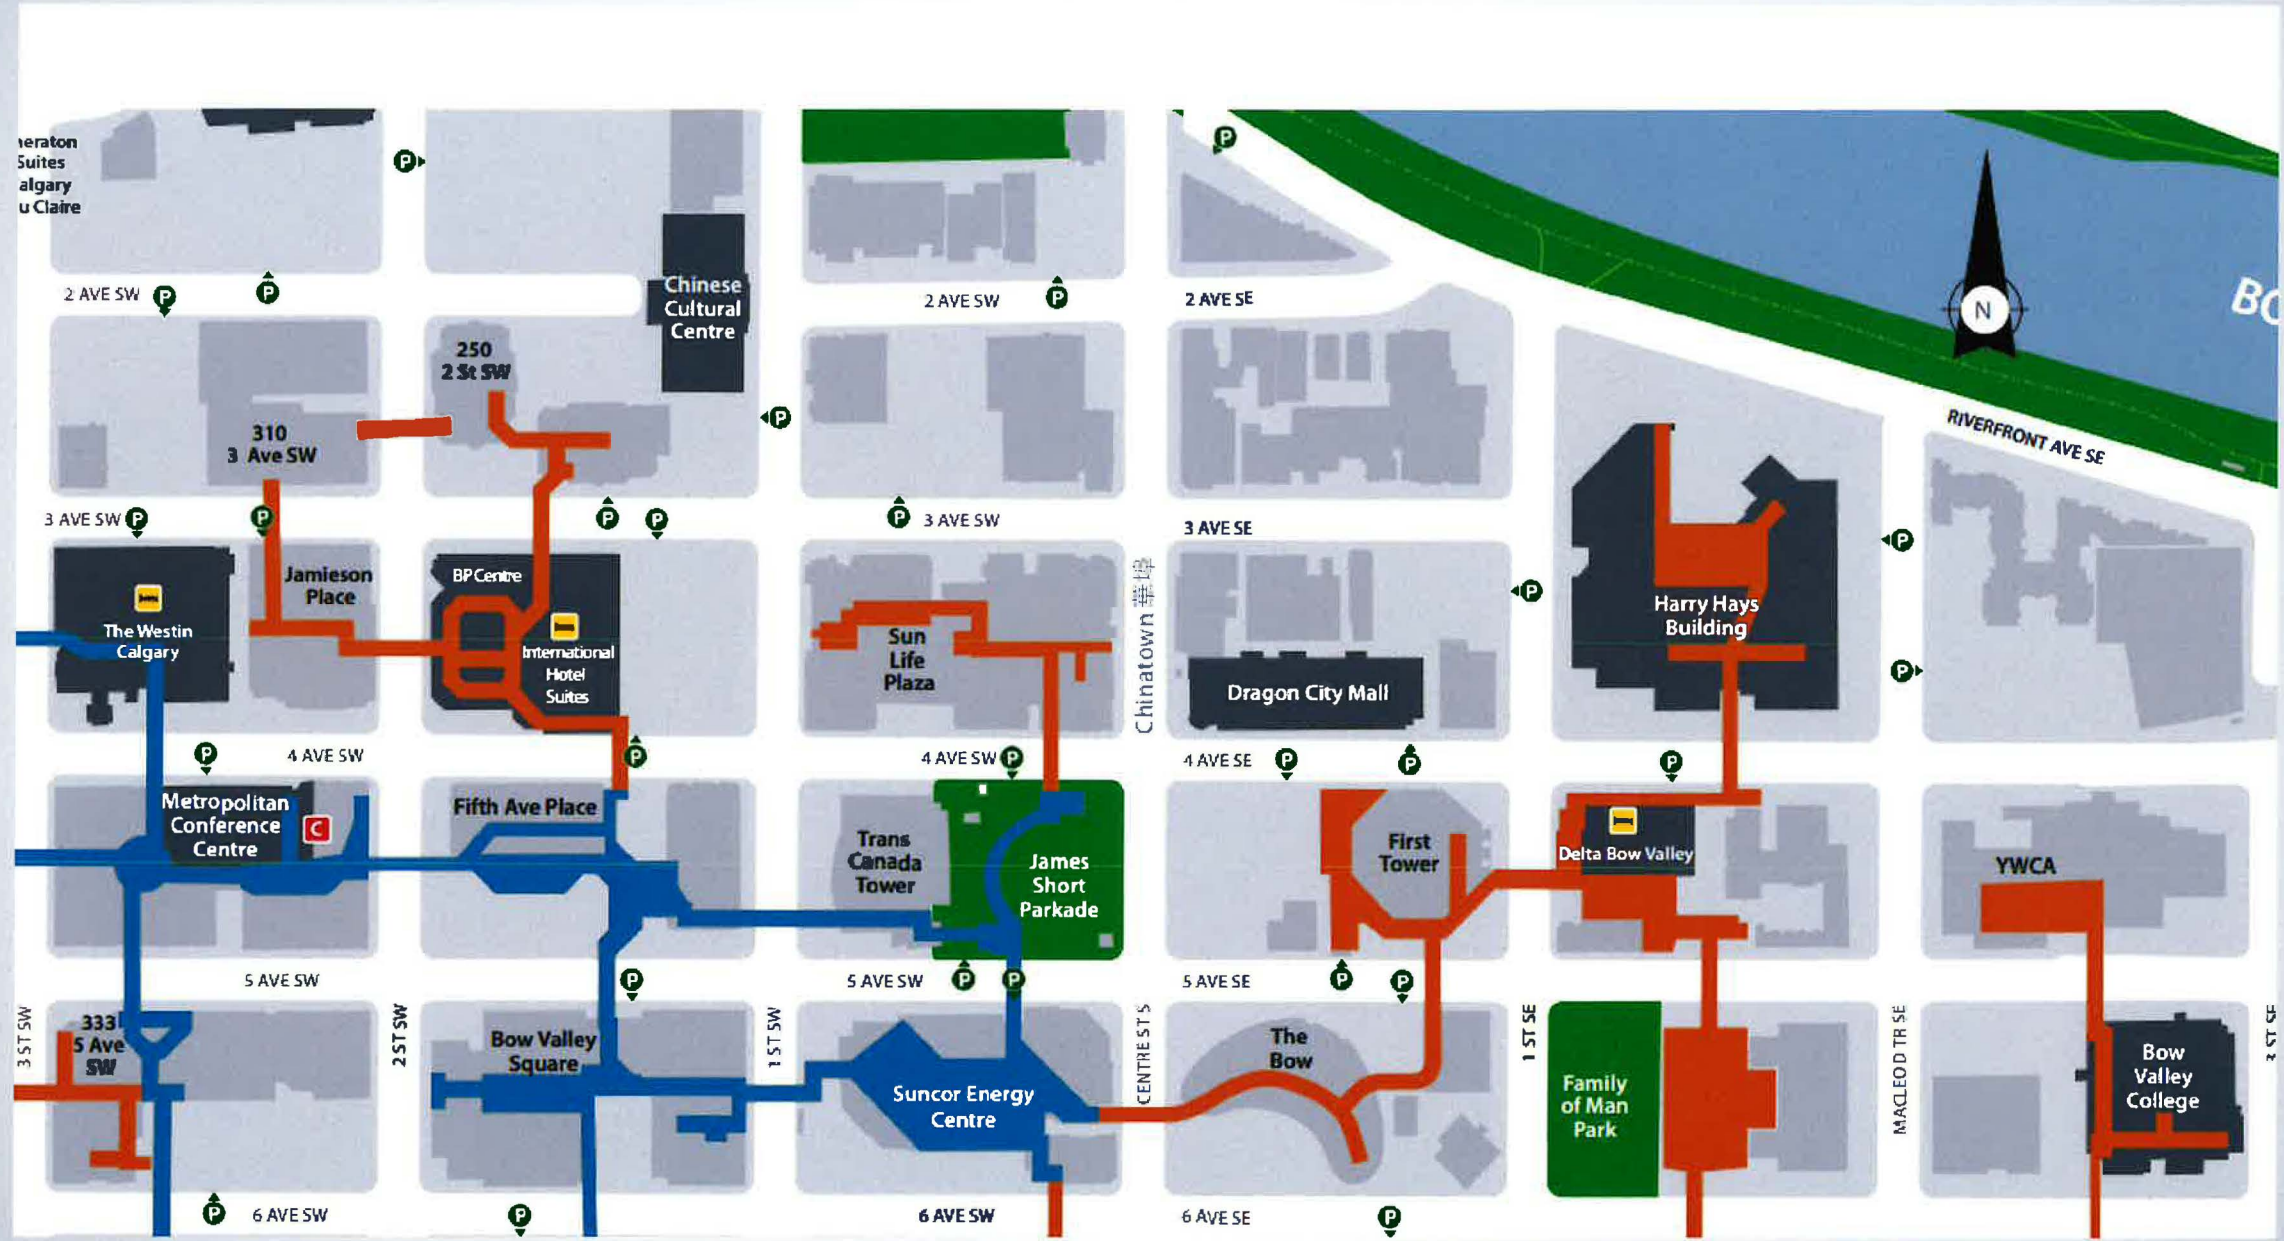 Suites
u Claire
2 AVE SW
P
P
P
Chinese
Cultural
Centre
2 AVE SW
P
2 AVE SE
P
N
RIVERFRONT AVE SE
250
2 St SW
310
3 Ave SW
P
3 AVE SW
P
P
P
P
P
3 AVE SW
3 AVE SE
P
The Westin
Calgary
Jamieson
Place
BP Centre
International
Hotel
Suites
Sun
Life
Plaza
Chinatown 華埠
Dragon City Mall
P
Harry Hays
Building
P
P
4 AVE SW
P
4 AVE SW
P
4 AVE SE
P
P
P
Metropolitan
Conference
Centre
C
Fifth Ave Place
Trans
Canada
Tower
James
Short
Parkade
First
Tower
Delta Bow Valley
YWCA
5 AVE SW
P
5 AVE SW
P
P
5 AVE SE
P
P
3 ST SW
333
5 Ave
SW
2 ST SW
Bow Valley
Square
1 ST SW
Suncor Energy
Centre
CENTRE ST S
The
Bow
1 ST SE
Family
of Man
Park
MACLEOD TR SE
Bow
Valley
College
3 ST SE
P
6 AVE SW
P
6 AVE SW
6 AVE SE
P